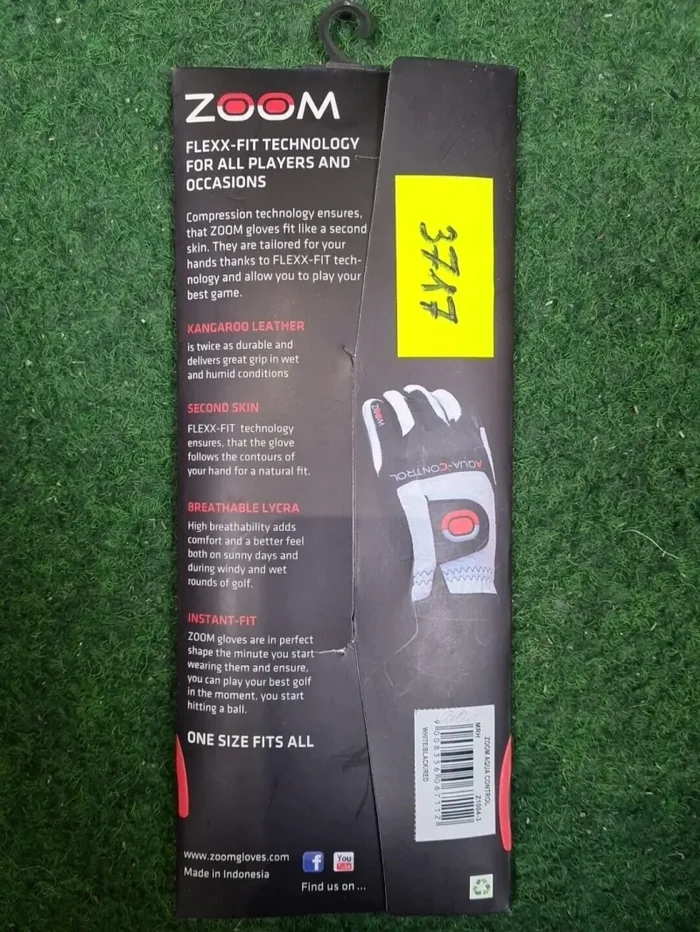 ZOOM
FLEXX-FIT TECHNOLOGY
FOR ALL PLAYERS AND
OCCASIONS
Compression technology ensures,
that ZOOM gloves fit like a second
skin. They are tailored for your
hands thanks to FLEXX-FIT tech-
nology and allow you to play your
best game.
KANGAROO LEATHER
is twice as durable and
delivers great grip in wet
and humid conditions
SECOND SKIN
FLEXX-FIT technology
ensures, that the glove
follows the contours of
your hand for a natural fit.
BREATHABLE LYCRA
High breathability adds
comfort and a better feel
both on sunny days and
during windy and wet
rounds of golf.
INSTANT-FIT
ZOOM gloves are in perfect
shape the minute you start
wearing them and ensure,
you can play your best golf
in the moment, you start
hitting a ball.
ONE SIZE FITS ALL
www.zoomgloves.com
Made in Indonesia
You
Tube
Find us on ...
ZOOM
AQUA-CONTROL
ZOOM AQUA CONTROL
MRH
WHITE/BLACK/RED